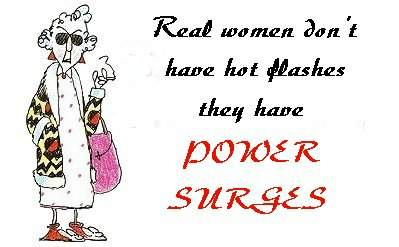 Real women don't
have hot flashes
they have
POWER
SURGES